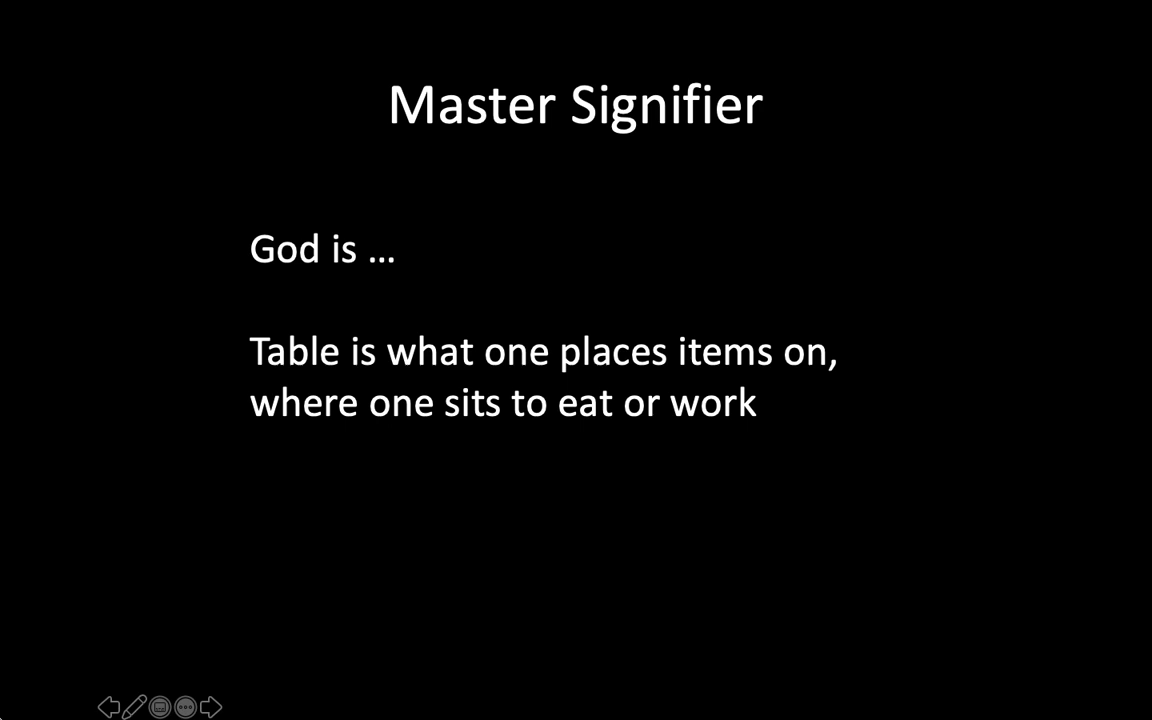 Master Signifier
God is ...
Table is what one places items on,
where one sits to eat or work